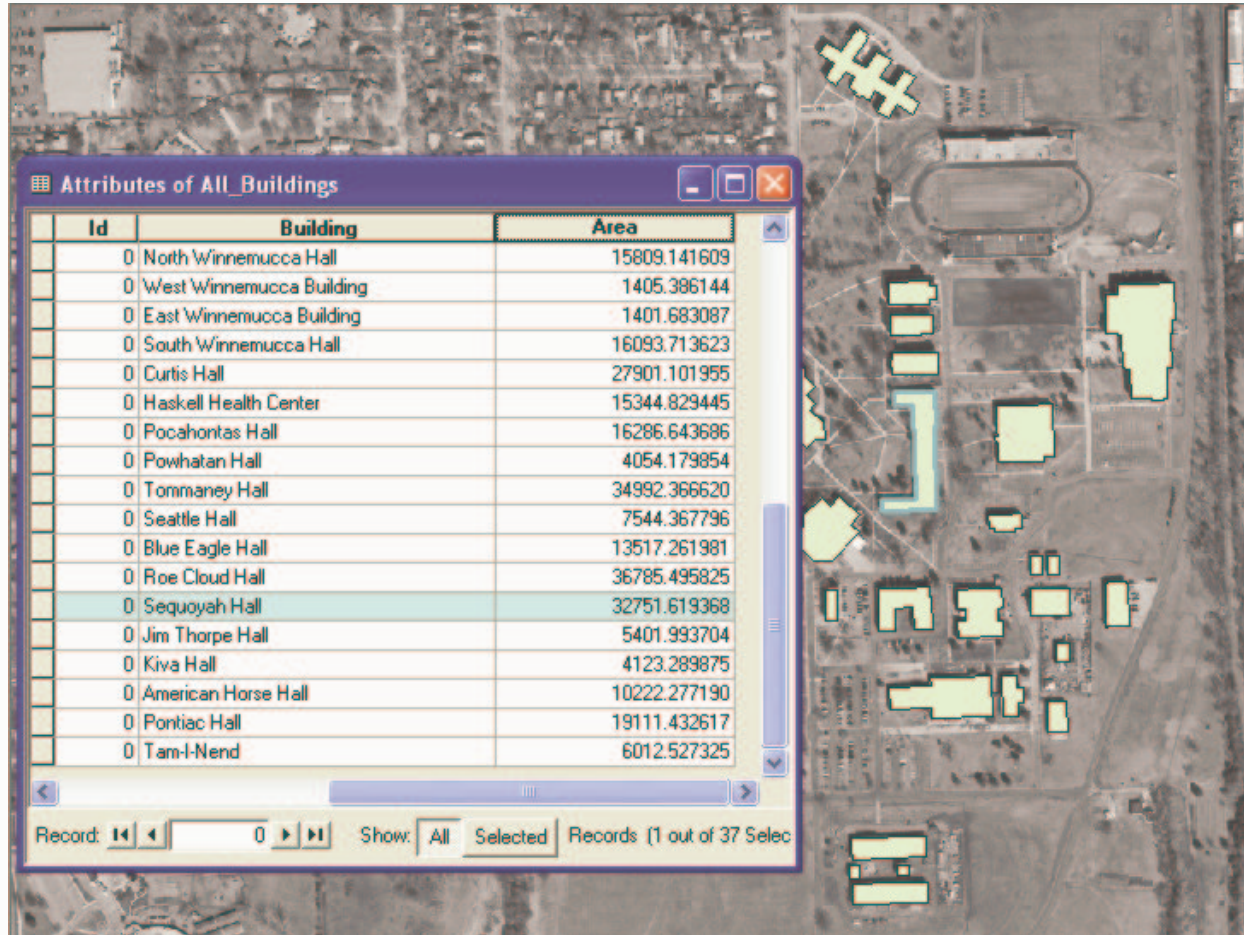 Attributes of All_Buildings
Id Building Area
0 North Winnemucca Hall 15809.141609
0 West Winnemucca Building 1405.386144
0 East Winnemucca Building 1401.683087
0 South Winnemucca Hall 16093.713623
0 Curtis Hall 27901.101955
0 Haskell Health Center 15344.829445
0 Pocahontas Hall 16286.643686
0 Powhatan Hall 4054.179854
0 Tommaney Hall 34992.366620
0 Seattle Hall 7544.367796
0 Blue Eagle Hall 13517.261981
0 Roe Cloud Hall 36785.495825
0 Sequoyah Hall 32751.619368
0 Jim Thorpe Hall 5401.993704
0 Kiva Hall 4123.289875
0 American Horse Hall 10222.277190
0 Pontiac Hall 19111.432617
0 Tam-I-Nend 6012.527325
Record: 0 Show: All Selected Records (1 out of 37 Selec